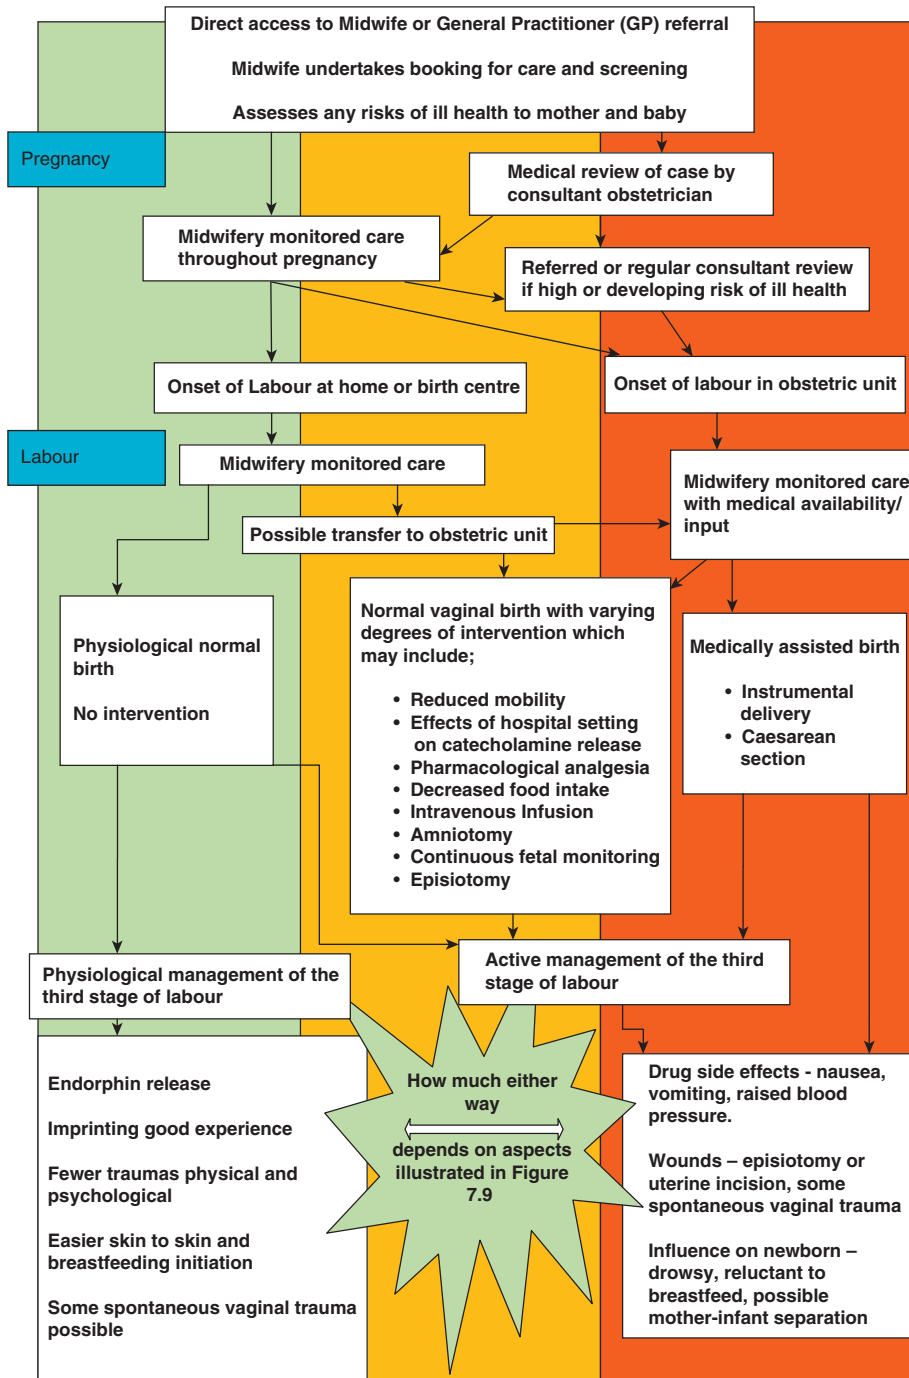 Direct access to Midwife or General Practitioner (GP) referral
Midwife undertakes booking for care and screening
Assesses any risks of ill health to mother and baby
Pregnancy
Medical review of case by
consultant obstetrician
Midwifery monitored care
throughout pregnancy
Referred or regular consultant review
if high or developing risk of ill health
Onset of Labour at home or birth centre
Onset of labour in obstetric unit
Labour
Midwifery monitored care
Midwifery monitored care
with medical availability/
input
Possible transfer to obstetric unit
Physiological normal
birth
No intervention
Normal vaginal birth with varying
degrees of intervention which
may include;
• Reduced mobility
• Effects of hospital setting
on catecholamine release
• Pharmacological analgesia
• Decreased food intake
• Intravenous Infusion
• Amniotomy
• Continuous fetal monitoring
• Episiotomy
Medically assisted birth
• Instrumental
delivery
• Caesarean
section
Physiological management of the
third stage of labour
Active management of the third
stage of labour
Endorphin release
Imprinting good experience
Fewer traumas physical and
psychological
Easier skin to skin and
breastfeeding initiation
Some spontaneous vaginal trauma
possible
How much either
way
depends on aspects
illustrated in Figure
7.9
Drug side effects - nausea,
vomiting, raised blood
pressure.
Wounds – episiotomy or
uterine incision, some
spontaneous vaginal trauma
Influence on newborn –
drowsy, reluctant to
breastfeed, possible
mother-infant separation